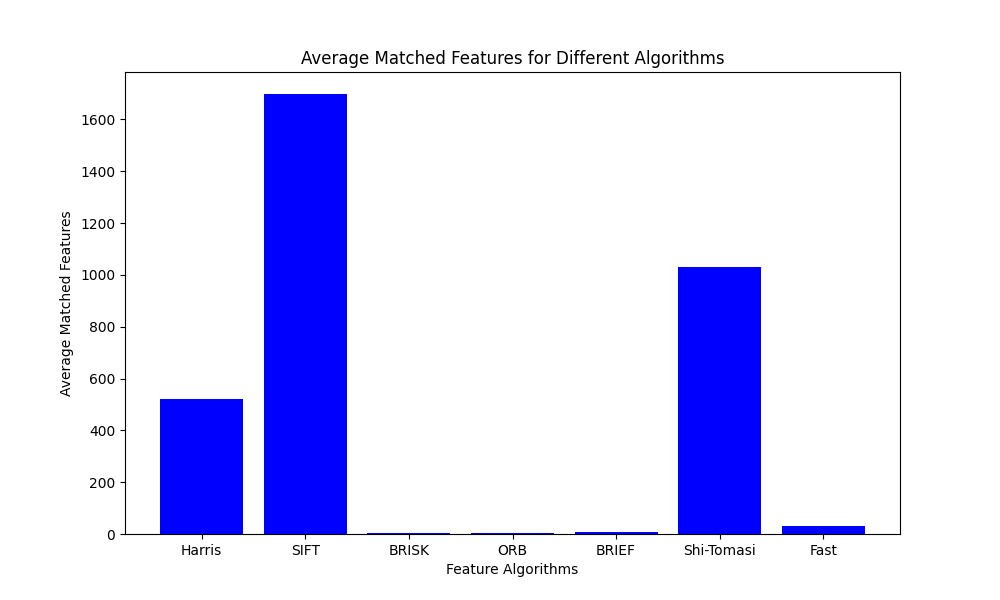 Average Matched Features for Different Algorithms
Average Matched Features
1600
1400
1200
1000
800
600
400
200
0
Harris SIFT BRISK ORB BRIEF Shi-Tomasi Fast
Feature Algorithms